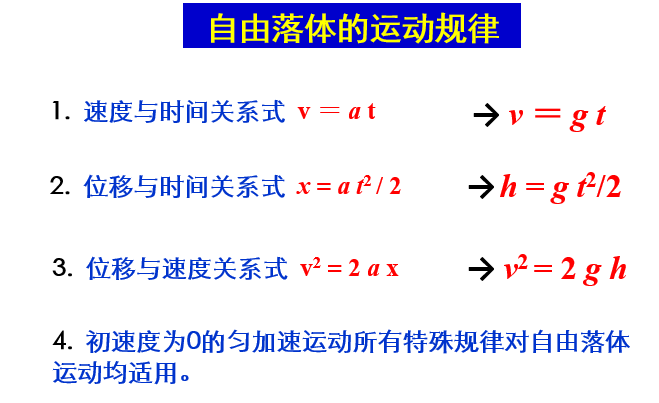 自由落体的运动规律
1. 速度与时间关系式 v = a t → v = g t
2. 位移与时间关系式 x = a t² / 2 → h = g t²/2
3. 位移与速度关系式 v² = 2 a x → v² = 2 g h
4. 初速度为0的匀加速运动所有特殊规律对自由落体
运动均适用。